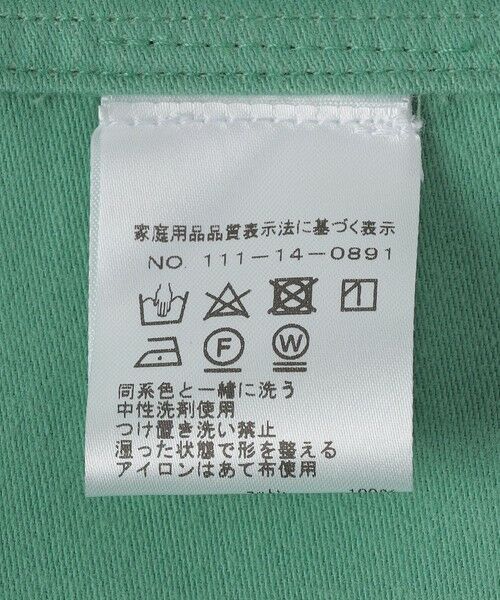 家庭用品品質表示法に基づく表示
NO. 111-14-0891
F W
同系色と一緒に洗う
中性洗剤使用
つけ置き洗い禁止
湿った状態で形を整える
アイロンはあて布使用